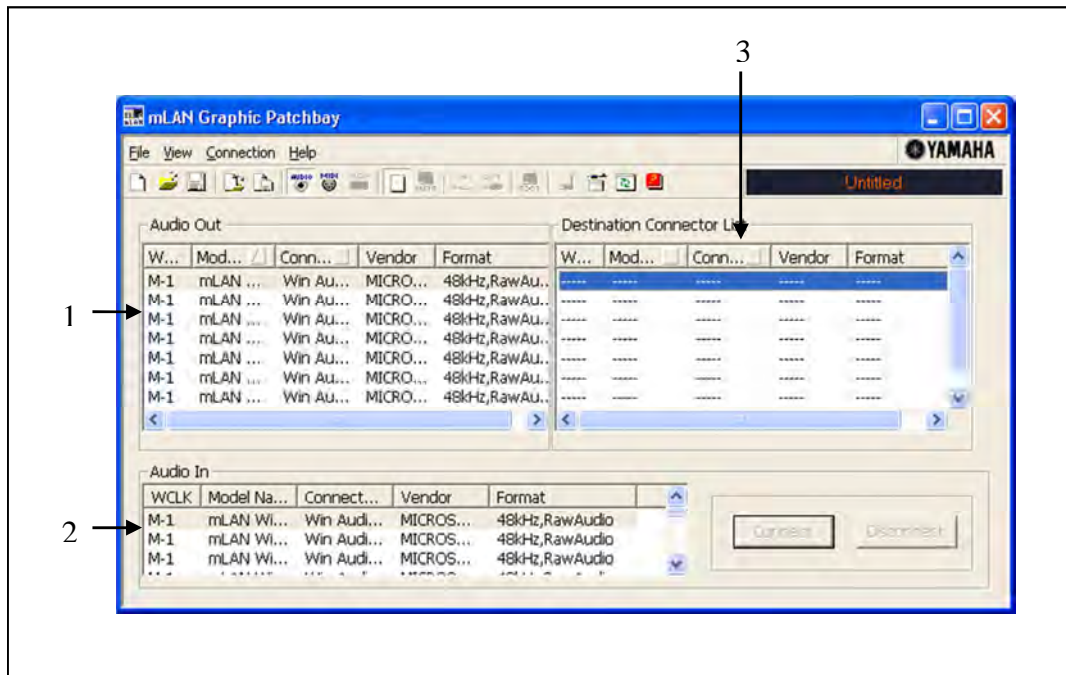 3
mLAN Graphic Patchbay
File View Connection Help
YAMAHA
Untitled
Audio Out
W... Mod... Conn... Vendor Format
M-1 mLAN ... Win Au... MICRO... 48kHz,RawAu...
M-1 mLAN ... Win Au... MICRO... 48kHz,RawAu...
M-1 mLAN ... Win Au... MICRO... 48kHz,RawAu...
M-1 mLAN ... Win Au... MICRO... 48kHz,RawAu...
M-1 mLAN ... Win Au... MICRO... 48kHz,RawAu...
M-1 mLAN ... Win Au... MICRO... 48kHz,RawAu...
M-1 mLAN ... Win Au... MICRO... 48kHz,RawAu...
1
Destination Connector List
W... Mod... Conn... Vendor Format
----- ----- ----- ----- -----
----- ----- ----- ----- -----
----- ----- ----- ----- -----
----- ----- ----- ----- -----
----- ----- ----- ----- -----
----- ----- ----- ----- -----
----- ----- ----- ----- -----
Audio In
WCLK Model Na... Connect... Vendor Format
M-1 mLAN Wi... Win Audi... MICROS... 48kHz,RawAudio
M-1 mLAN Wi... Win Audi... MICROS... 48kHz,RawAudio
M-1 mLAN Wi... Win Audi... MICROS... 48kHz,RawAudio
2
Connect Disconnect